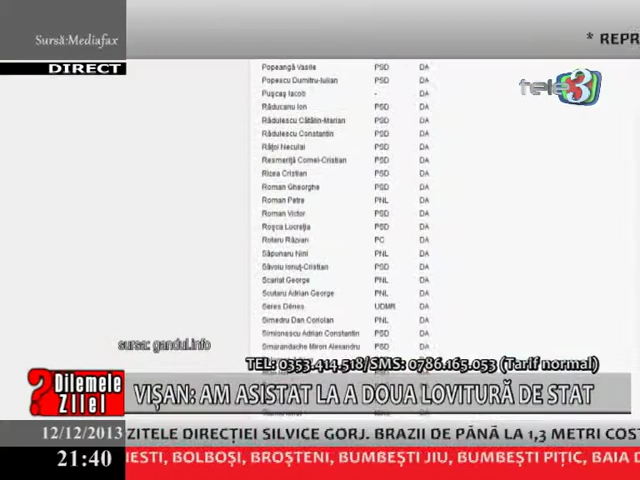 Sursă:Mediafax
* REPR
DIRECT
tele3
Popeangă Vasile PSD DA
Popescu Dumitru-Iulian PSD DA
Pușcaș Iacob - DA
Răducanu Ion PSD DA
Rădulescu Cătălin-Marian PSD DA
Rădulescu Constantin PSD DA
Rățoi Neculai PSD DA
Resmeriță Cornel-Cristian PSD DA
Ricea Cristian PSD DA
Roman Gheorghe PSD DA
Roman Petre PNL DA
Roman Victor PSD DA
Roșca Lucreția PSD DA
Rotaru Răzvan PC DA
Săpunaru Nini PNL DA
Săvoiu Ionuț-Cristian PSD DA
Scarlat George PNL DA
Scutaru Adrian George PNL DA
Seres Dénes UDMR DA
Simedru Dan Coriolan PNL DA
Simionescu Adrian Constantin PSD DA
Smarandache Miron Alexandru PSD DA
sursa: gandul.info
TEL: 0353.414.518/SMS: 0786.165.053 (Tarif normal)
? Dilemele Zilei
VIȘAN: AM ASISTAT LA A DOUA LOVITURĂ DE STAT
12/12/2013 ZITELE DIRECȚIEI SILVICE GORJ. BRAZII DE PÂNĂ LA 1,3 METRI COST
21:40 IESTI, BOLBOȘI, BROȘTENI, BUMBEȘTI JIU, BUMBEȘTI PIȚIC, BAIA D